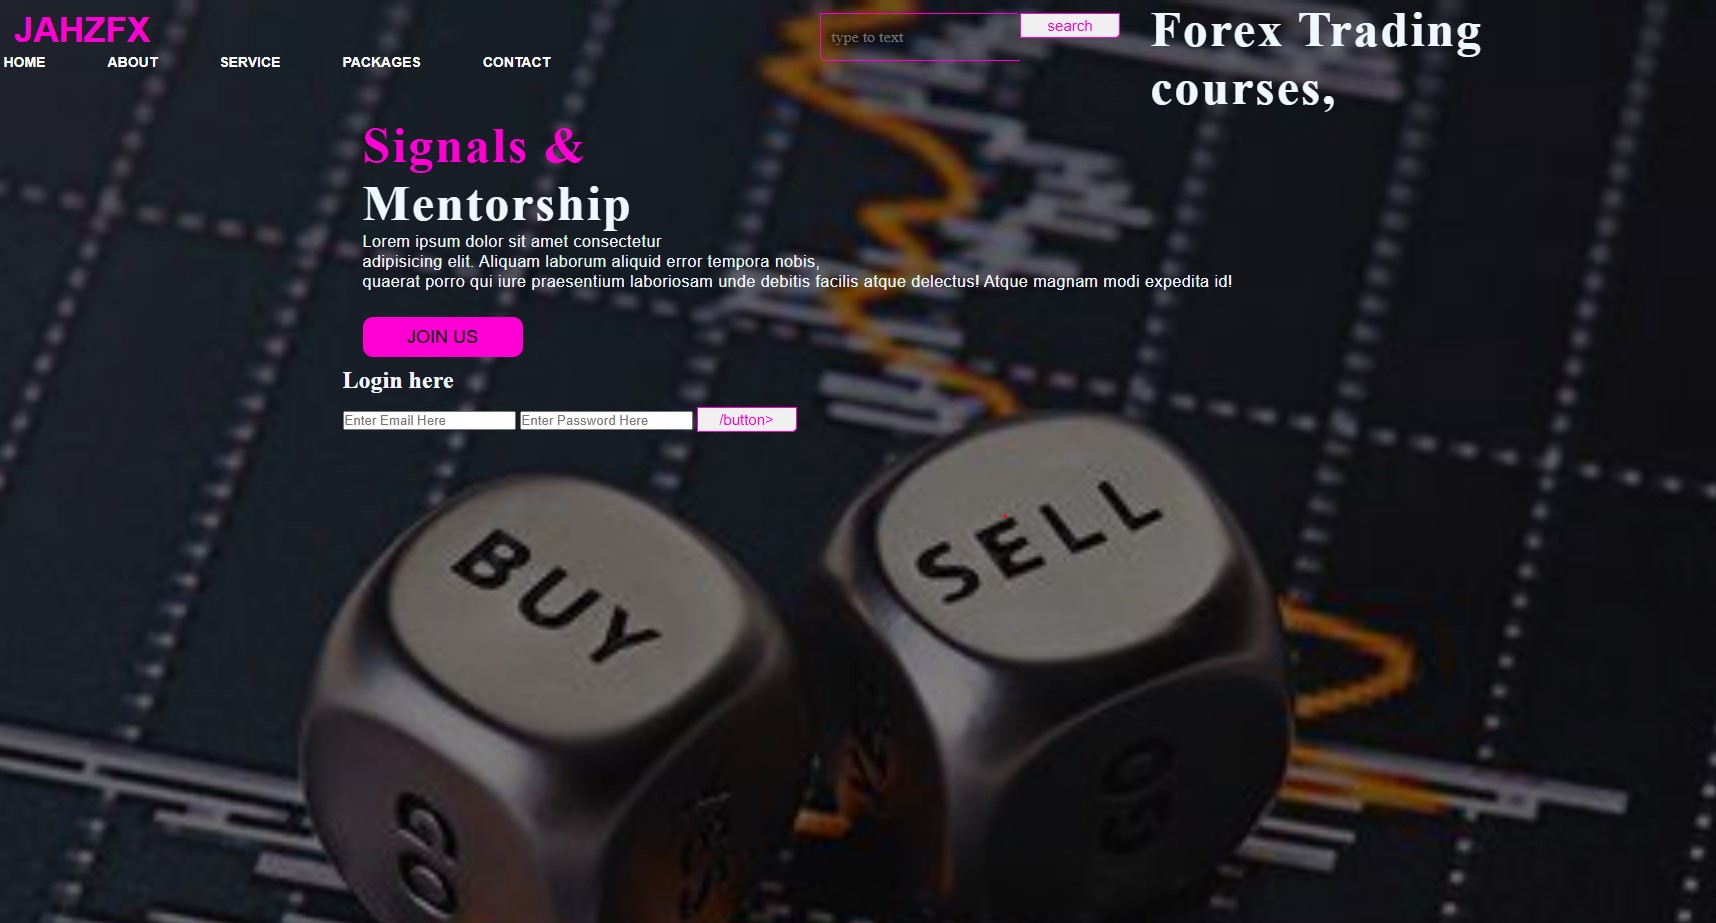 JAHZFX
HOME ABOUT SERVICE PACKAGES CONTACT
type to text
search
Forex Trading
courses,
Signals &
Mentorship
Lorem ipsum dolor sit amet consectetur
adipisicing elit. Aliquam laborum aliquid error tempora nobis,
quaerat porro qui iure praesentium laboriosam unde debitis facilis atque delectus! Atque magnam modi expedita id!
JOIN US
Login here
Enter Email Here Enter Password Here /button>
BUY
SELL
GO
GO